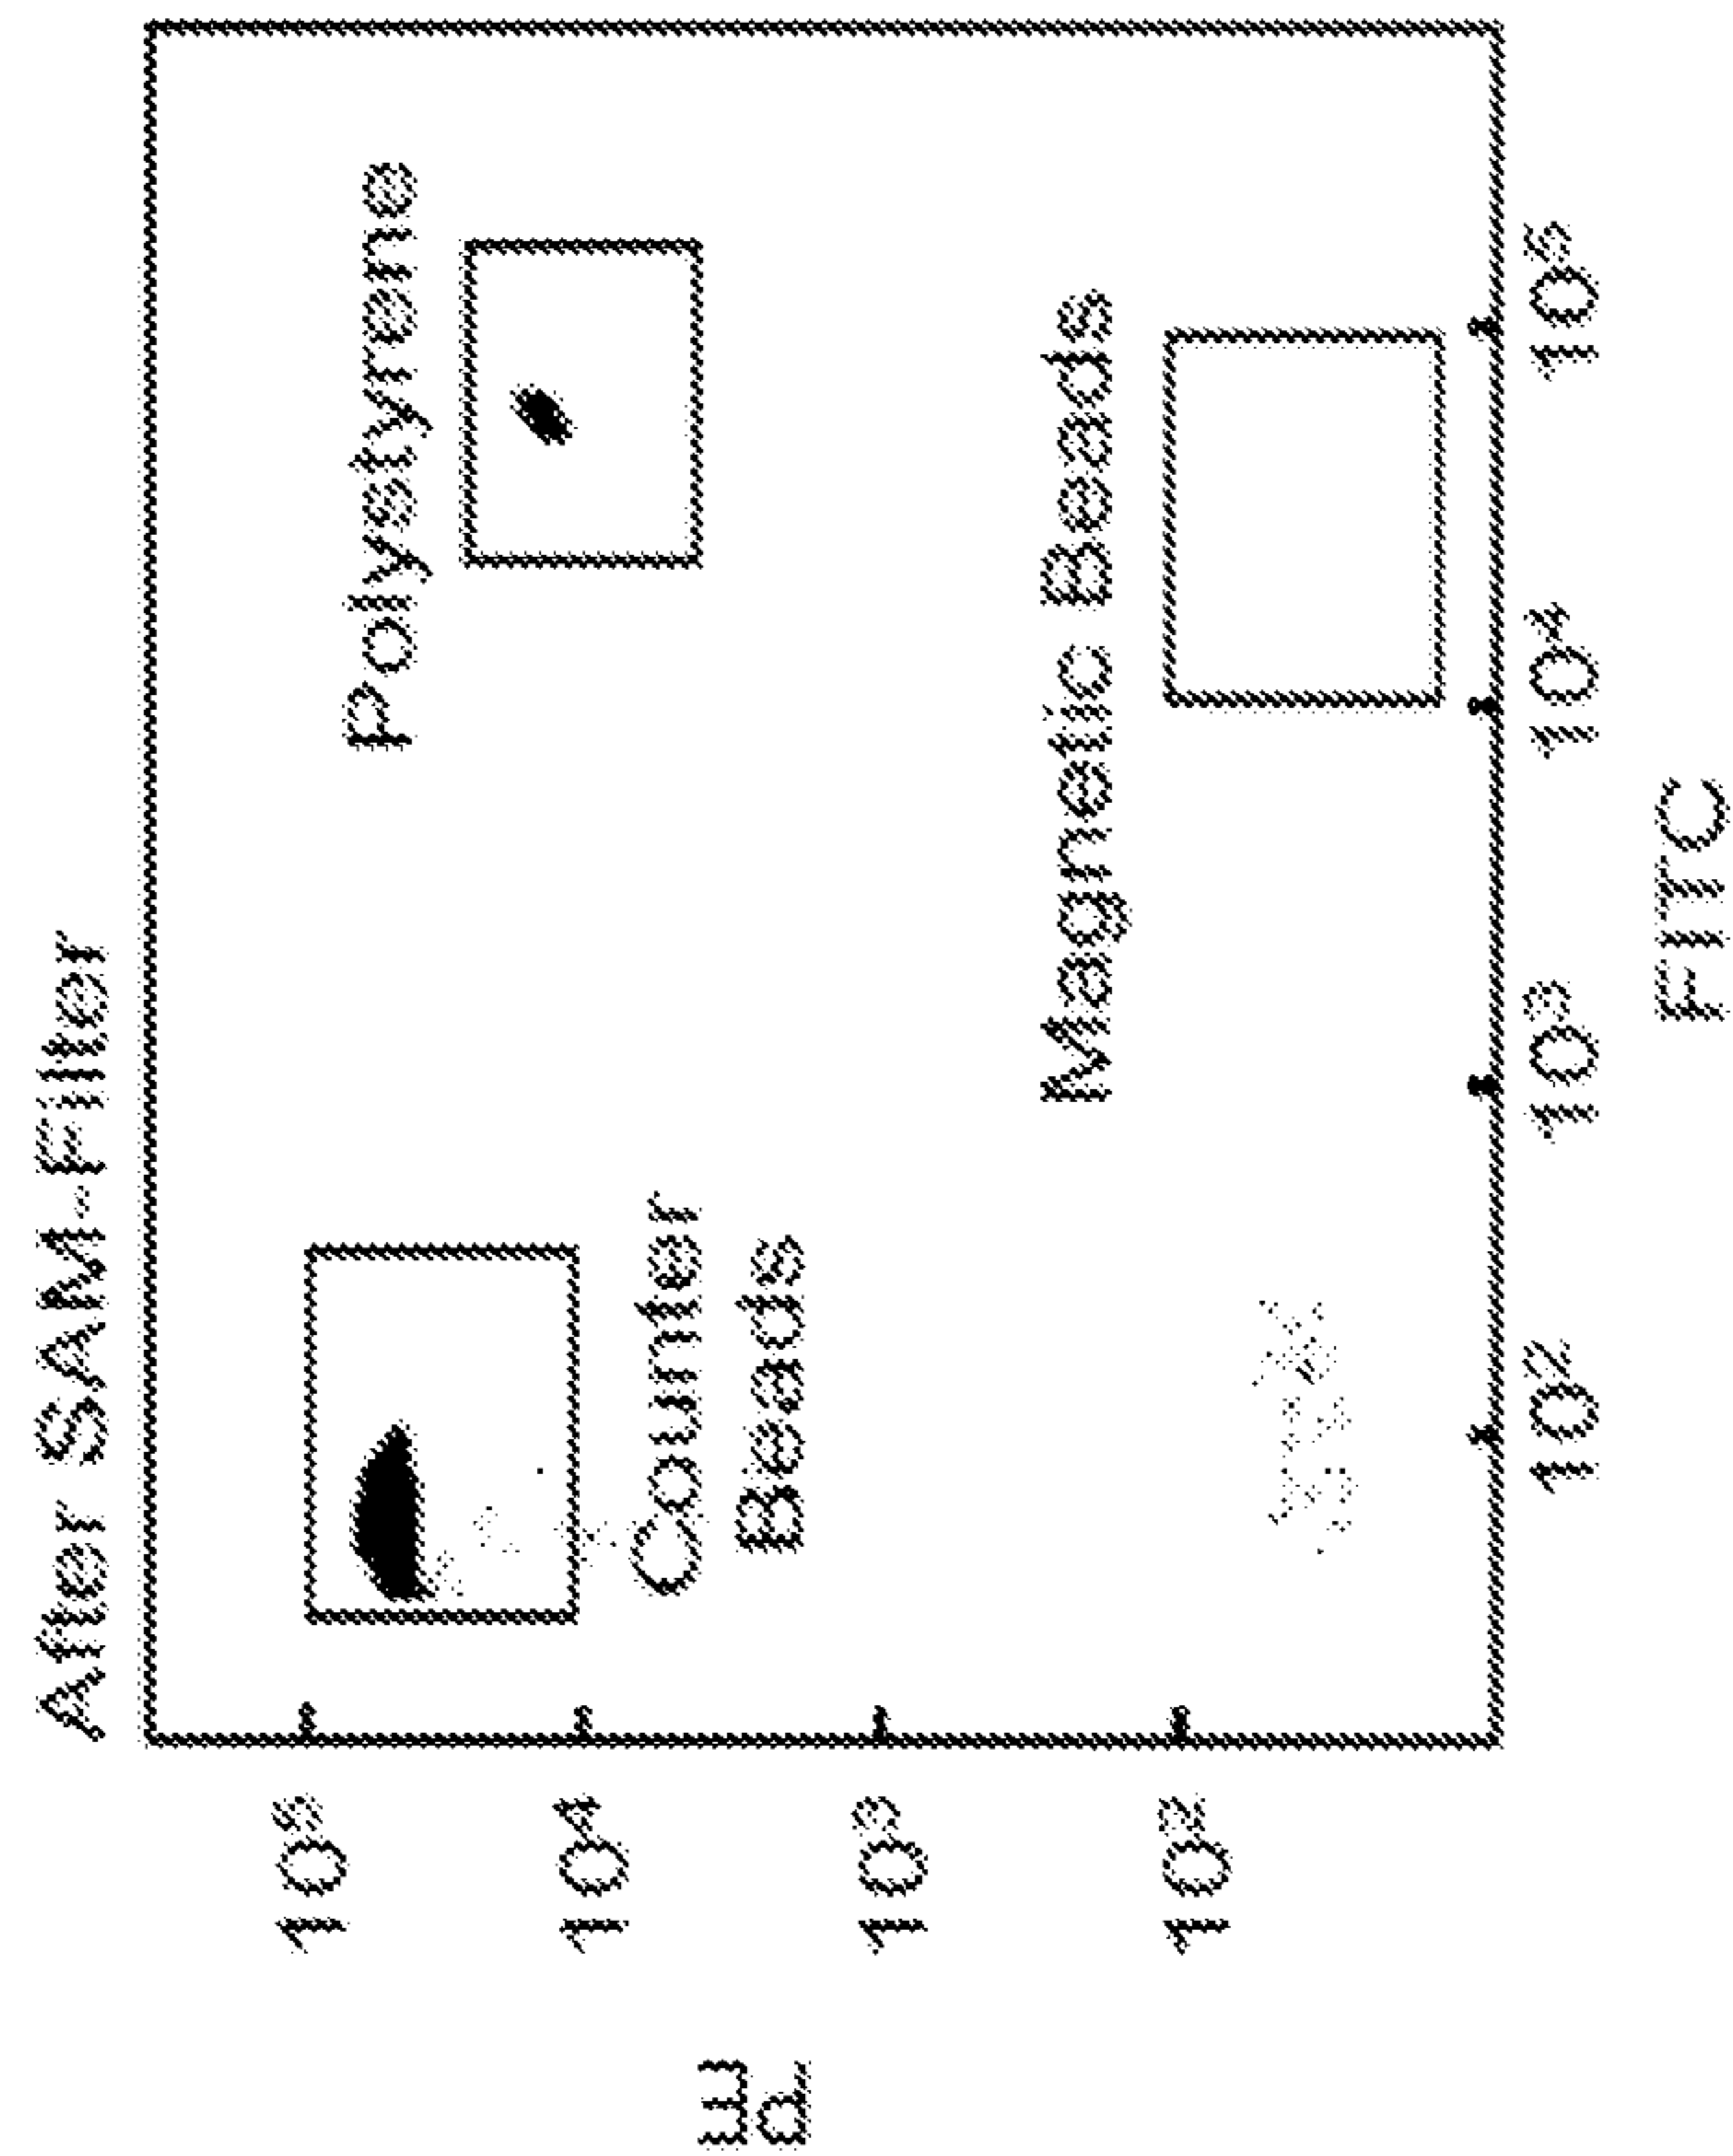 After SAM-Filter
Polystyrene
Counter
Beads
Magnetic Beads
10⁵
10⁴
10³
10²
PE
10²
10³
10⁴
10⁵
FITC